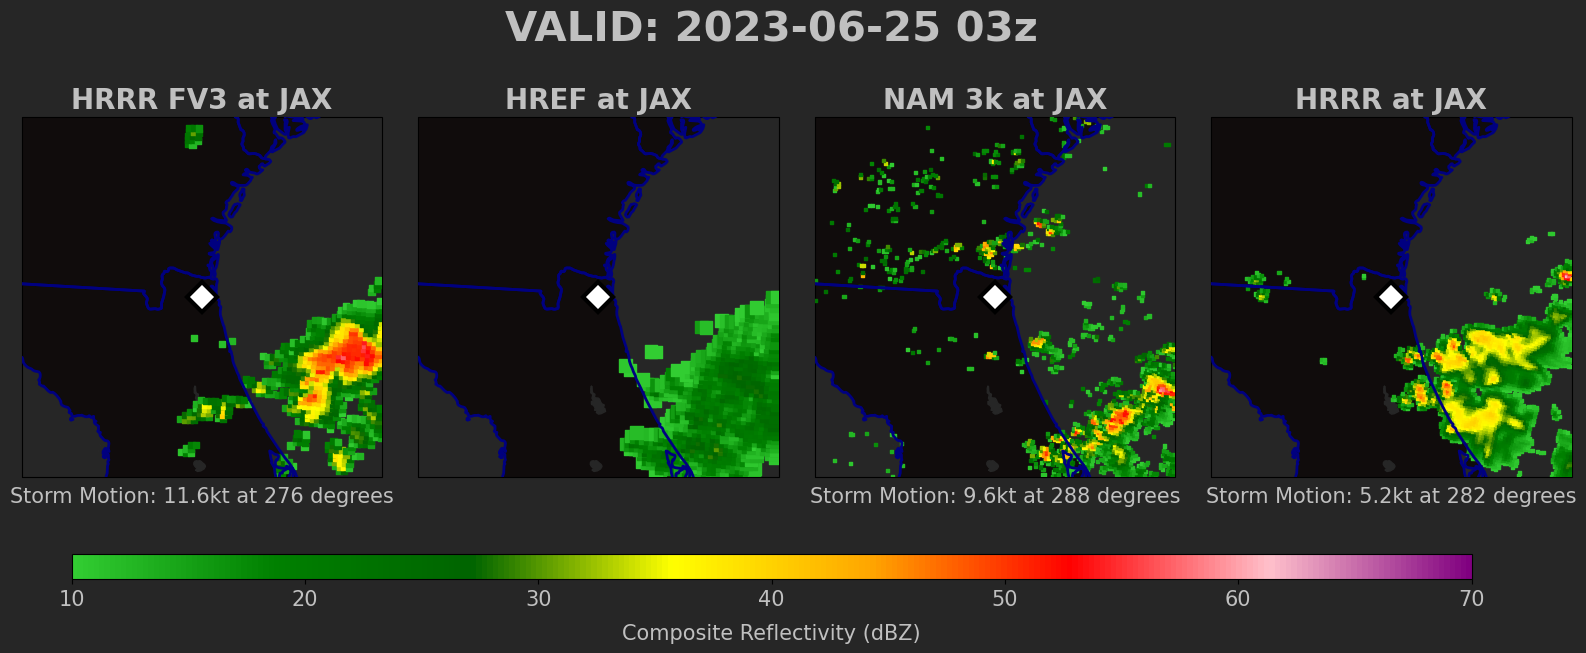 VALID: 2023-06-25 03z
HRRR FV3 at JAX
HREF at JAX
NAM 3k at JAX
HRRR at JAX
Storm Motion: 11.6kt at 276 degrees
Storm Motion: 9.6kt at 288 degrees
Storm Motion: 5.2kt at 282 degrees
10 20 30 40 50 60 70
Composite Reflectivity (dBZ)